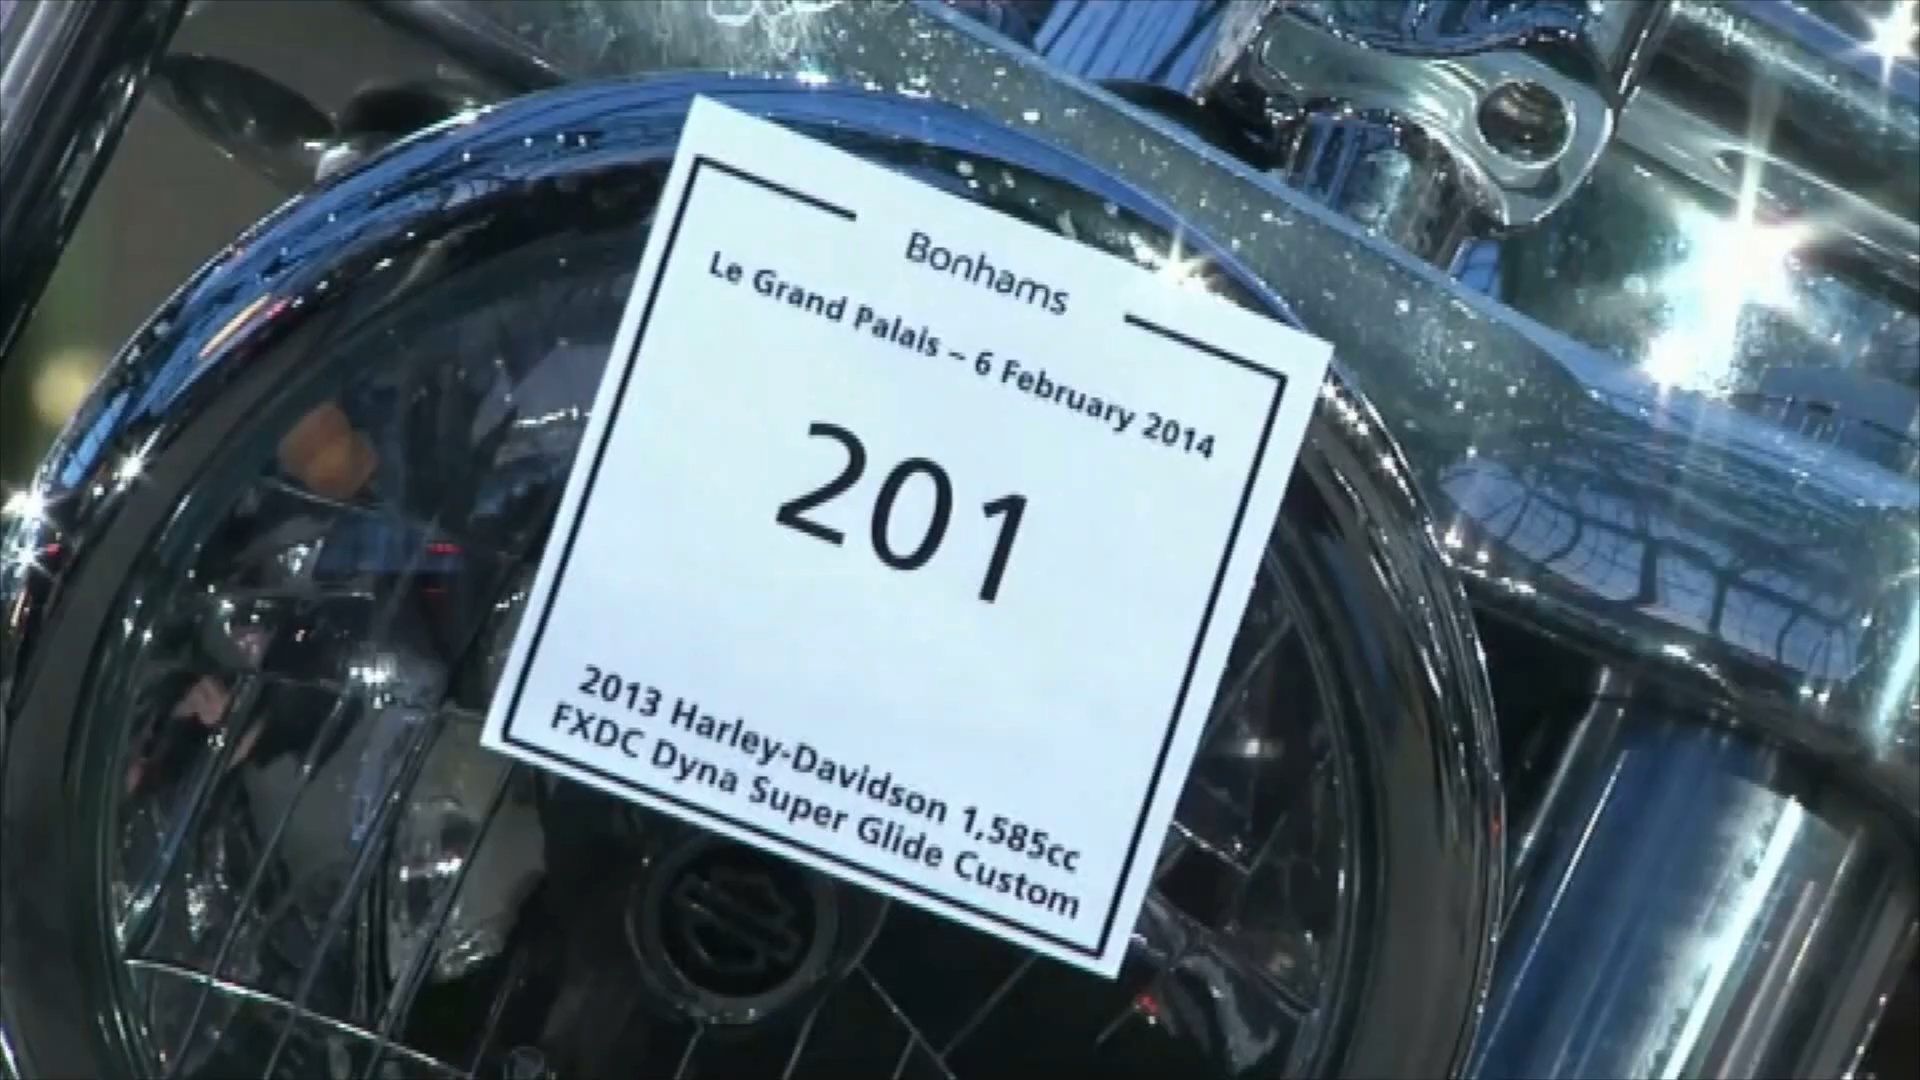 Bonhams
Le Grand Palais – 6 February 2014
201
2013 Harley-Davidson 1,585cc
FXDC Dyna Super Glide Custom